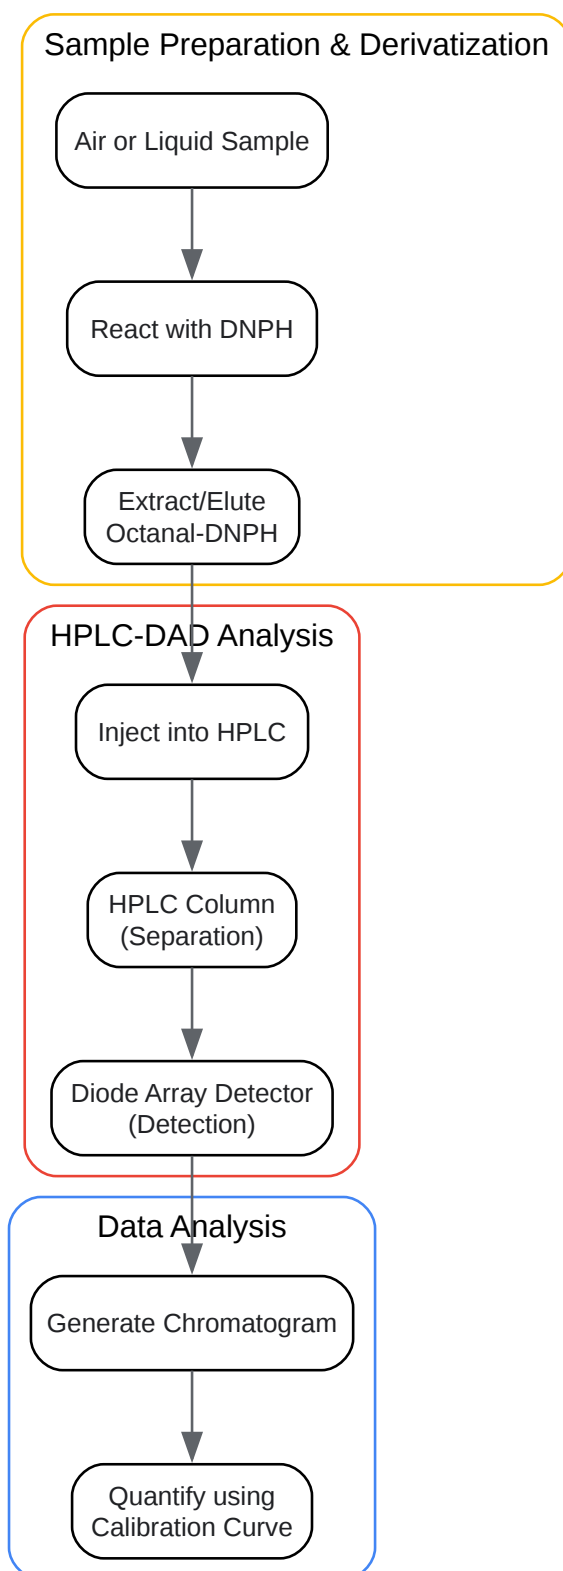 Sample Preparation & Derivatization
Air or Liquid Sample
React with DNPH
Extract/Elute
Octanal-DNPH
HPLC-DAD Analysis
Inject into HPLC
HPLC Column
(Separation)
Diode Array Detector
(Detection)
Data Analysis
Generate Chromatogram
Quantify using
Calibration Curve